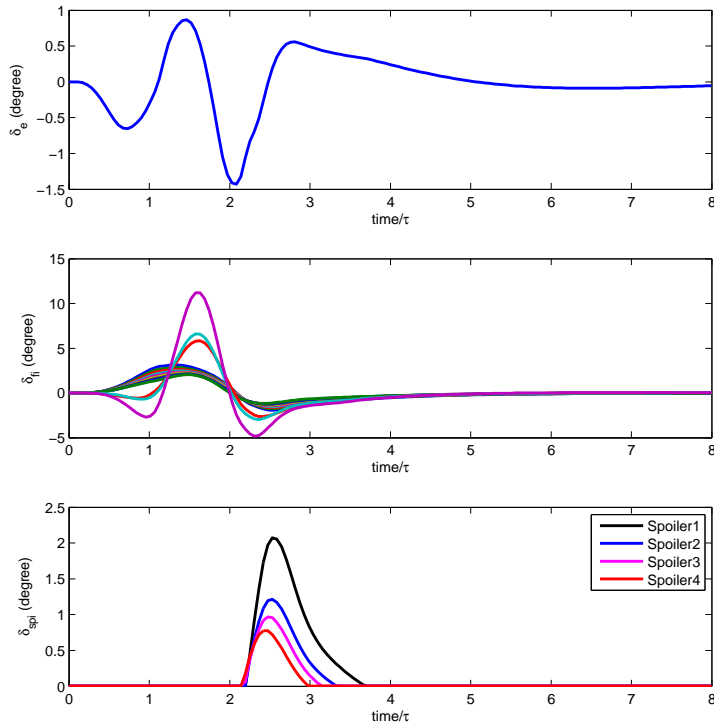 1
0.5
0
−0.5
−1
−1.5
δe (degree)
0 1 2 3 4 5 6 7 8
time/τ
15
10
5
0
−5
δfi (degree)
0 1 2 3 4 5 6 7 8
time/τ
2.5
2
1.5
1
0.5
0
δspi (degree)
Spoiler1
Spoiler2
Spoiler3
Spoiler4
0 1 2 3 4 5 6 7 8
time/τ